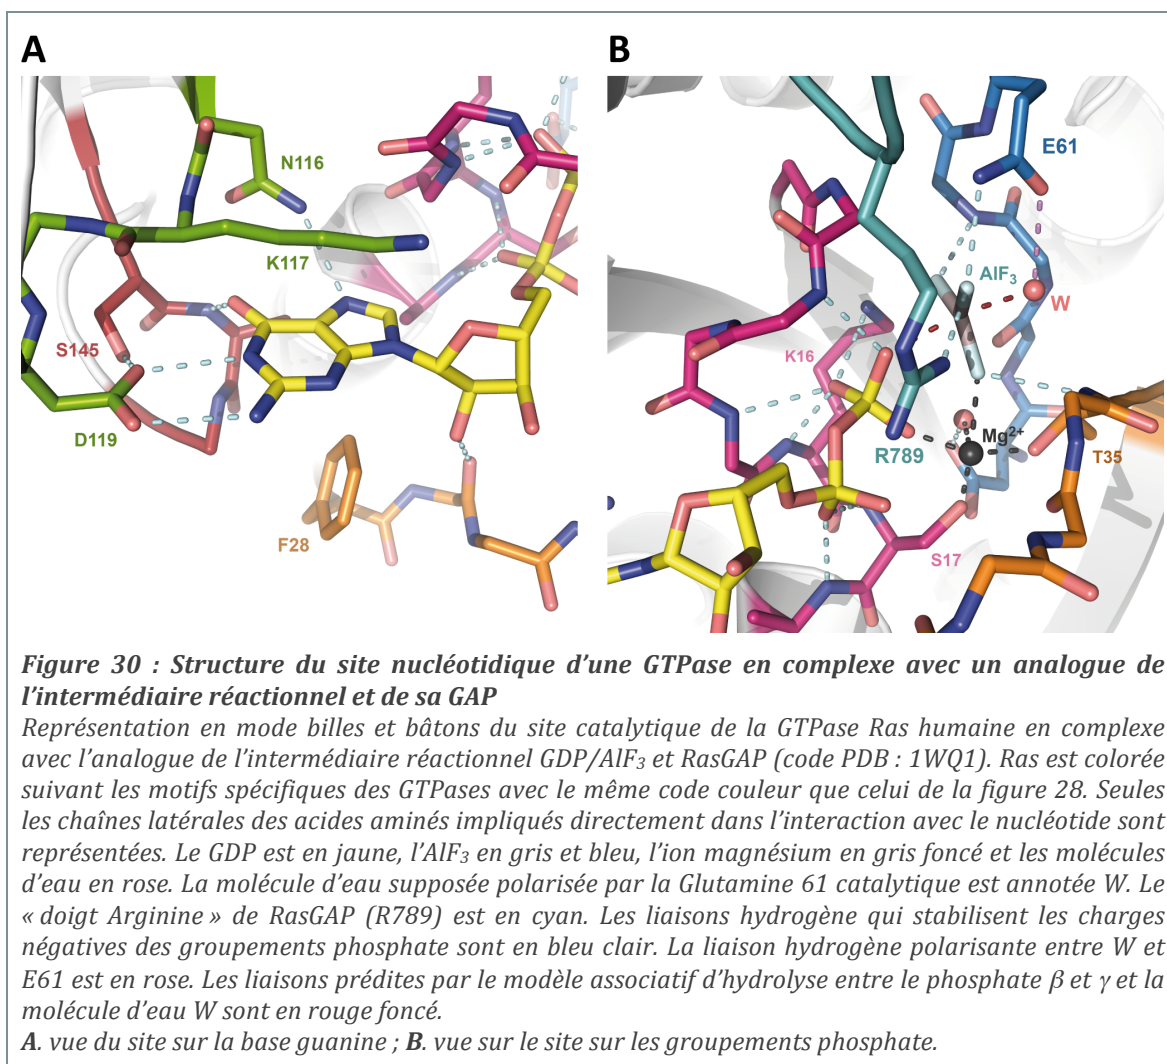 A
B
N116
K117
S145
D119
F28
E61
AlF₃
W
K16
R789
Mg²⁺
T35
S17
Figure 30 : Structure du site nucléotidique d’une GTPase en complexe avec un analogue de
l’intermédiaire réactionnel et de sa GAP
Représentation en mode billes et bâtons du site catalytique de la GTPase Ras humaine en complexe
avec l’analogue de l’intermédiaire réactionnel GDP/AlF₃ et RasGAP (code PDB : 1WQ1). Ras est colorée
suivant les motifs spécifiques des GTPases avec le même code couleur que celui de la figure 28. Seules
les chaînes latérales des acides aminés impliqués directement dans l’interaction avec le nucléotide sont
représentées. Le GDP est en jaune, l’AlF₃ en gris et bleu, l’ion magnésium en gris foncé et les molécules
d’eau en rose. La molécule d’eau supposée polarisée par la Glutamine 61 catalytique est annotée W. Le
« doigt Arginine » de RasGAP (R789) est en cyan. Les liaisons hydrogène qui stabilisent les charges
négatives des groupements phosphate sont en bleu clair. La liaison hydrogène polarisante entre W et
E61 est en rose. Les liaisons prédites par le modèle associatif d’hydrolyse entre le phosphate β et γ et la
molécule d’eau W sont en rouge foncé.
A. vue du site sur la base guanine ; B. vue sur le site sur les groupements phosphate.